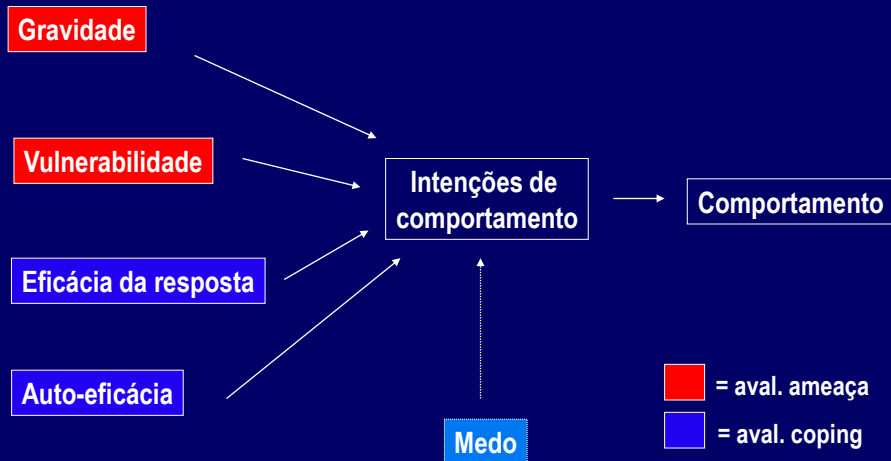 Gravidade
Vulnerabilidade
Intenções de
comportamento
Comportamento
Eficácia da resposta
Auto-eficácia
Medo
= aval. ameaça
= aval. coping